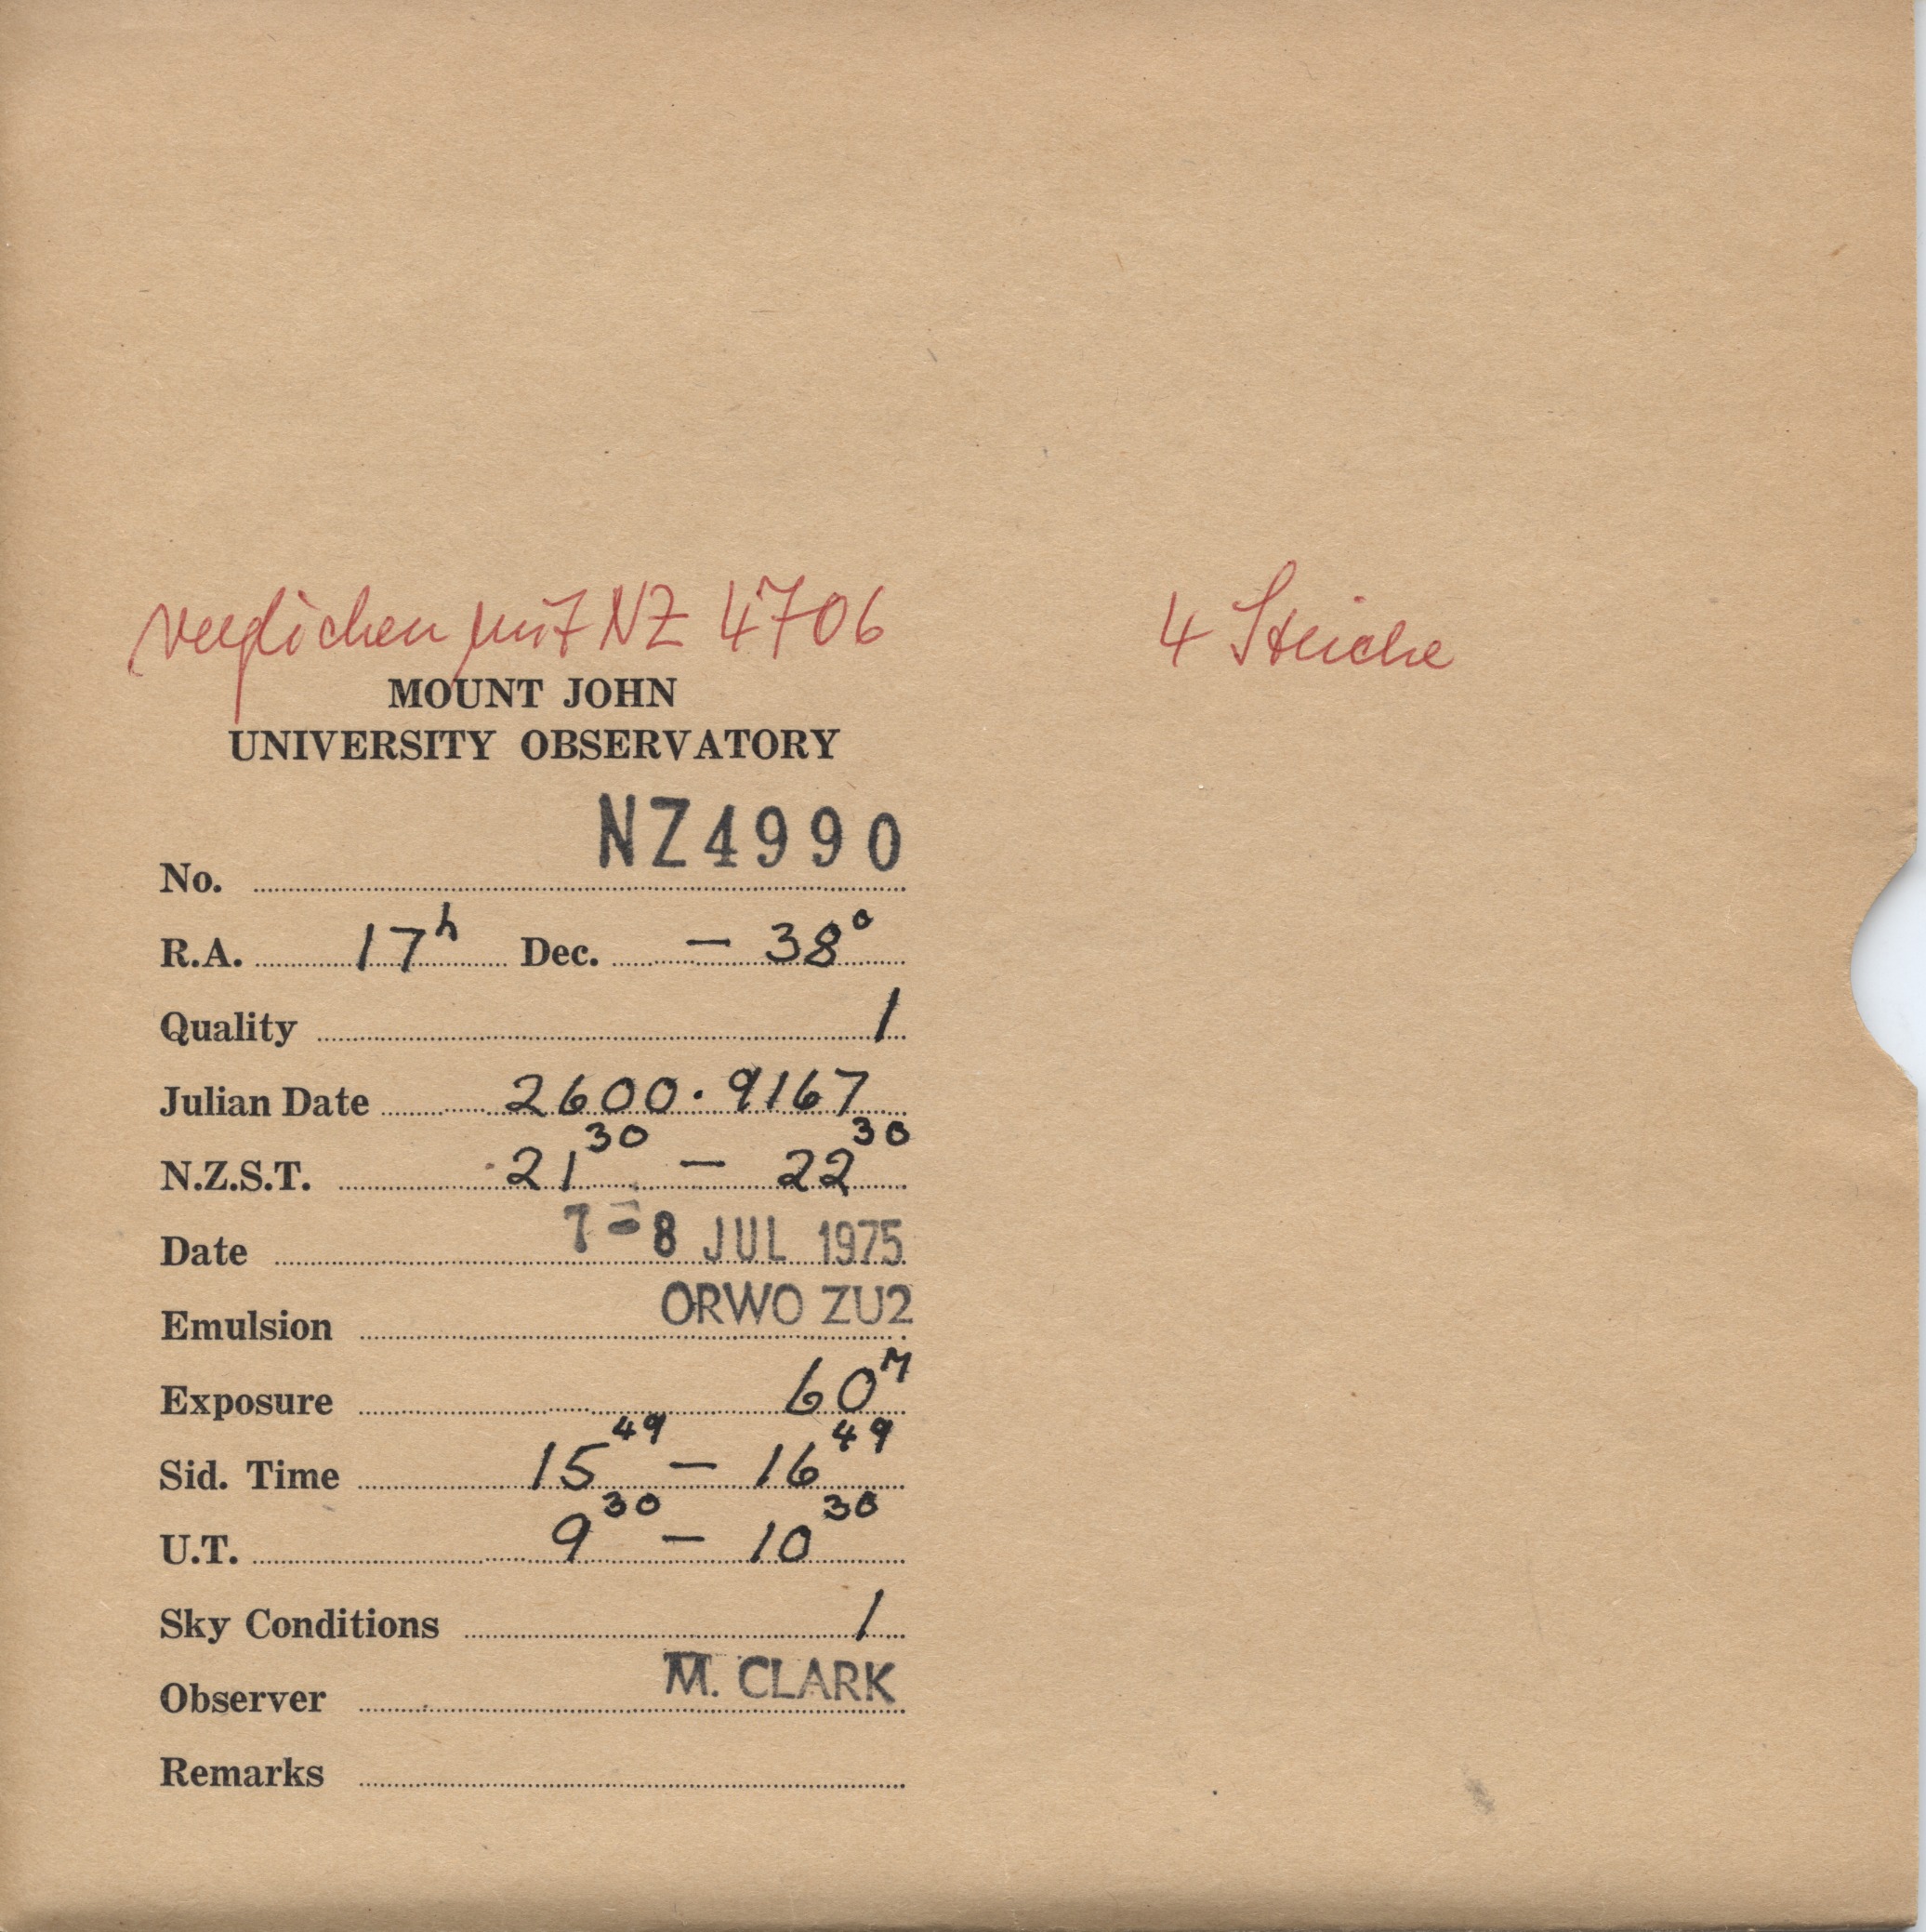 verglichen mit NZ 4706
4 Striche
MOUNT JOHN
UNIVERSITY OBSERVATORY
No. NZ4990
R.A. 17h Dec. – 38°
Quality 1
Julian Date 2600.9167
N.Z.S.T. 21 30 – 22 30
Date 7-8 JUL 1975
Emulsion ORWO ZU2
Exposure 60M
Sid. Time 15 49 – 16 49
U.T. 9 30 – 10 30
Sky Conditions 1
Observer M. CLARK
Remarks